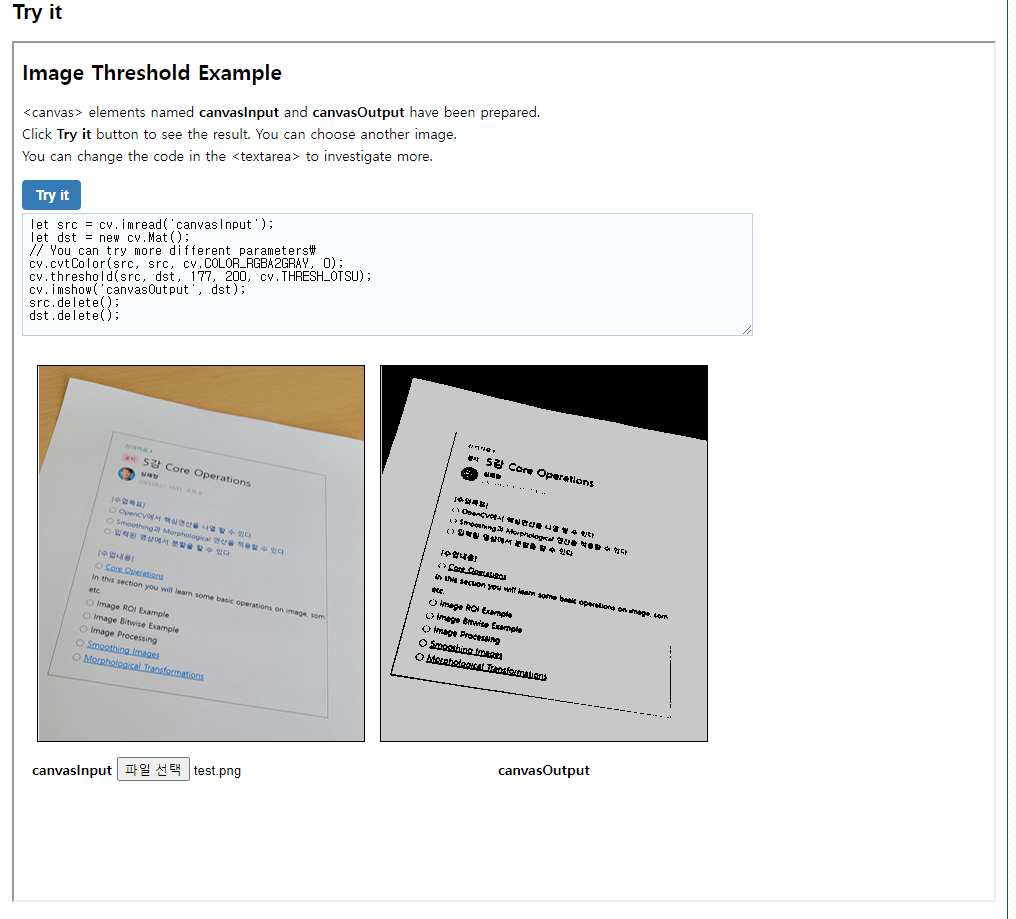 Try it
Image Threshold Example
<canvas> elements named canvasInput and canvasOutput have been prepared.
Click Try it button to see the result. You can choose another image.
You can change the code in the <textarea> to investigate more.
Try it
let src = cv.imread('canvasInput');
let dst = new cv.Mat();
// You can try more different parameters₩
cv.cvtColor(src, src, cv.COLOR_RGBA2GRAY, 0);
cv.threshold(src, dst, 177, 200, cv.THRESH_OTSU);
cv.imshow('canvasOutput', dst);
src.delete();
dst.delete();
강의자료
공지
5강 Core Operations
심재창
[수업목표]
OpenCV에서 핵심연산을 나열 할 수 있다
Smoothing과 Morphological 연산을 적용할 수 있다
입력된 영상에서 분할을 할 수 있다
[수업내용]
Core Operations
In this section you will learn some basic operations on image, som
etc.
Image ROI Example
Image Bitwise Example
Image Processing
Smoothing Images
Morphological Transformations
5강 Core Operations
[수업목표]
OpenCV에서 핵심연산을 나열 할 수 있다
Smoothing과 Morphological 연산을 적용할 수 있다
입력된 영상에서 분할을 할 수 있다
[수업내용]
Core Operations
In this section you will learn some basic operations on image, som
etc.
Image ROI Example
Image Bitwise Example
Image Processing
Smoothing Images
Morphological Transformations
canvasInput 파일 선택 test.png
canvasOutput